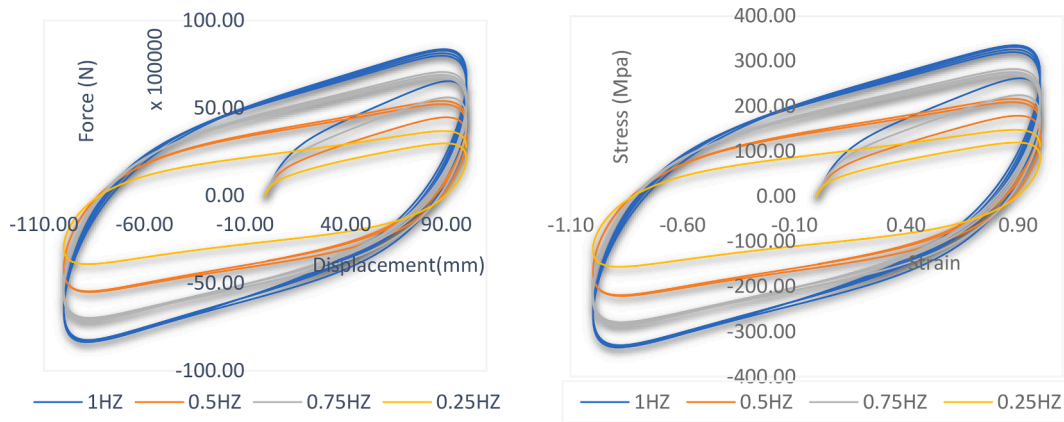 100.00
Force (N)
x 100000
50.00
0.00
-110.00 -60.00 -10.00 40.00 90.00
Displacement(mm)
-50.00
-100.00
1HZ 0.5HZ 0.75HZ 0.25HZ
400.00
Stress (Mpa)
300.00
200.00
100.00
0.00
-1.10 -0.60 -0.10 0.40 0.90
-100.00
Strain
-200.00
-300.00
-400.00
1HZ 0.5HZ 0.75HZ 0.25HZ